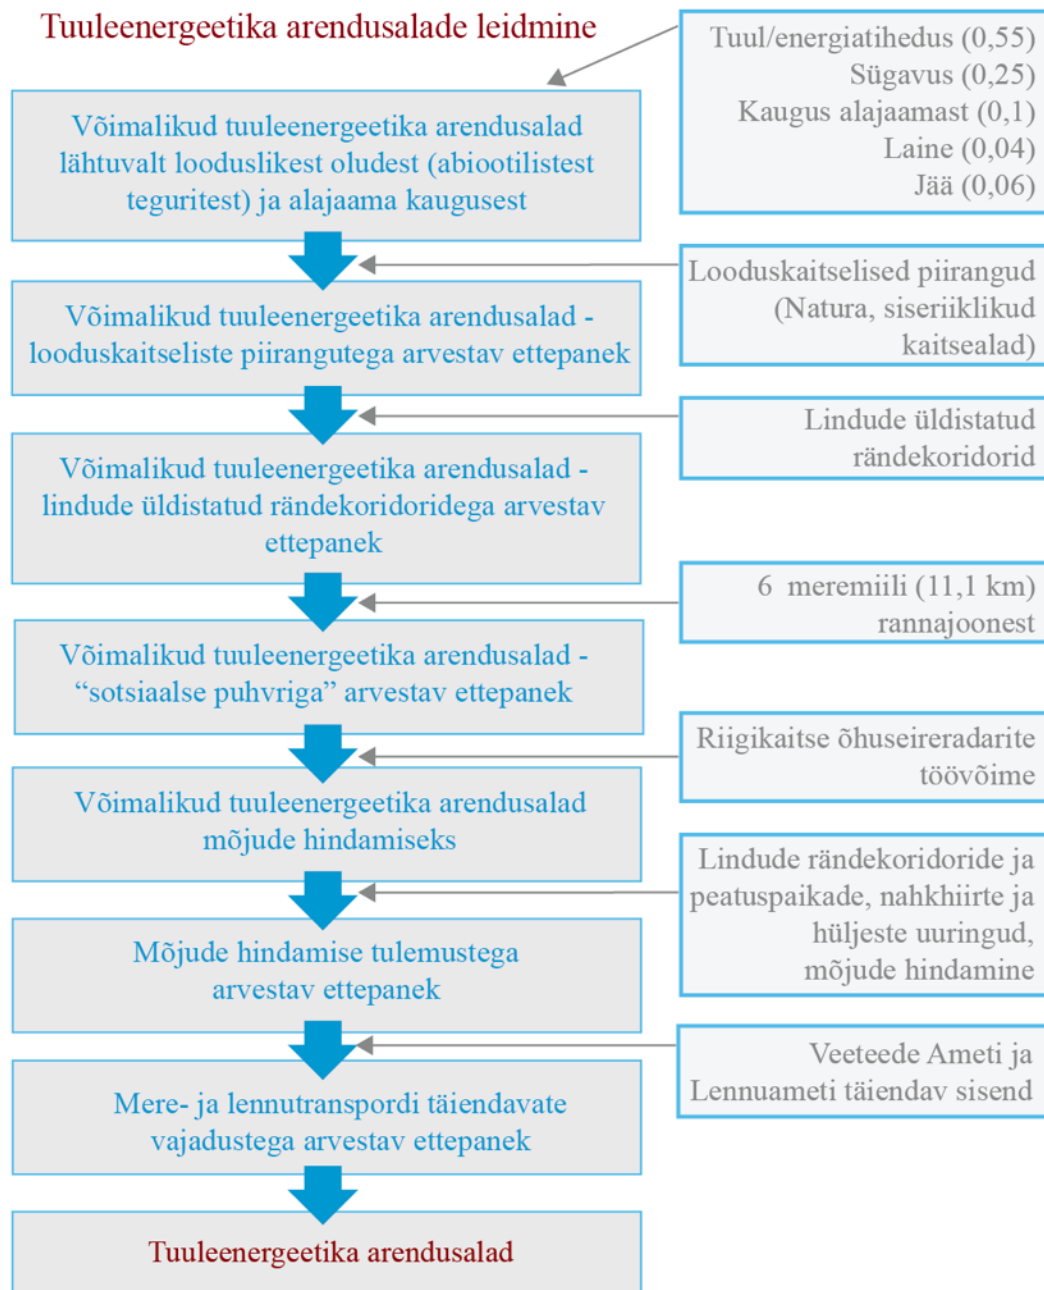 Tuuleenergeetika arendusalade leidmine
Tuul/energiatihedus (0,55)
Sügavus (0,25)
Kaugus alajaamast (0,1)
Laine (0,04)
Jää (0,06)
Võimalikud tuuleenergeetika arendusalad
lähtuvalt looduslikest oludest (abiootilistest
teguritest) ja alajaama kaugusest
Looduskaitselised piirangud
(Natura, siseriiklikud
kaitsealad)
Võimalikud tuuleenergeetika arendusalad -
looduskaitseliste piirangutega arvestav ettepanek
Lindude üldistatud
rändekoridorid
Võimalikud tuuleenergeetika arendusalad -
lindude üldistatud rändekoridoridega arvestav
ettepanek
6 meremiili (11,1 km)
rannajoonest
Võimalikud tuuleenergeetika arendusalad -
“sotsiaalse puhvriga” arvestav ettepanek
Riigikaitse õhuseireradarite
töövõime
Võimalikud tuuleenergeetika arendusalad
mõjude hindamiseks
Lindude rändekoridoride ja
peatuspaikade, nahkhiirte ja
hüljeste uuringud,
mõjude hindamine
Mõjude hindamise tulemustega
arvestav ettepanek
Veeteede Ameti ja
Lennuameti täiendav sisend
Mere- ja lennutranspordi täiendavate
vajadustega arvestav ettepanek
Tuuleenergeetika arendusalad